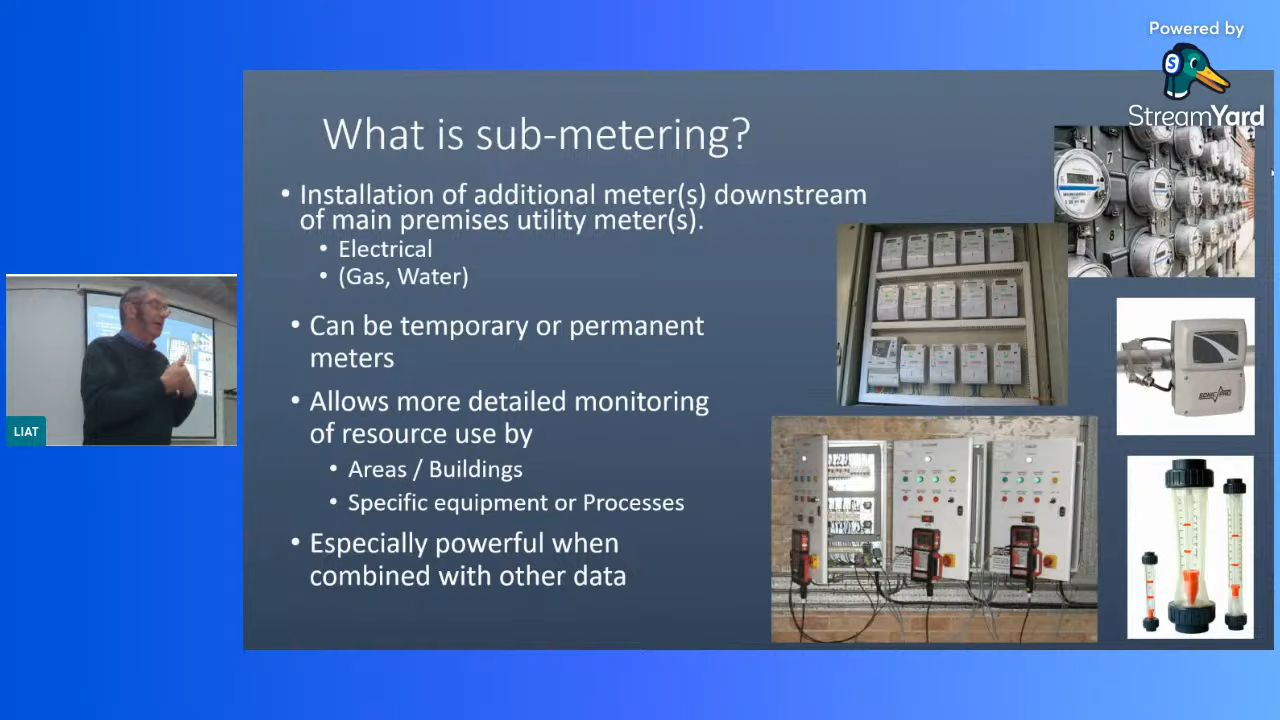 Powered by
S
StreamYard
What is sub-metering?
• Installation of additional meter(s) downstream
of main premises utility meter(s).
• Electrical
• (Gas, Water)
• Can be temporary or permanent
meters
• Allows more detailed monitoring
of resource use by
• Areas / Buildings
• Specific equipment or Processes
• Especially powerful when
combined with other data
LIAT
7
8